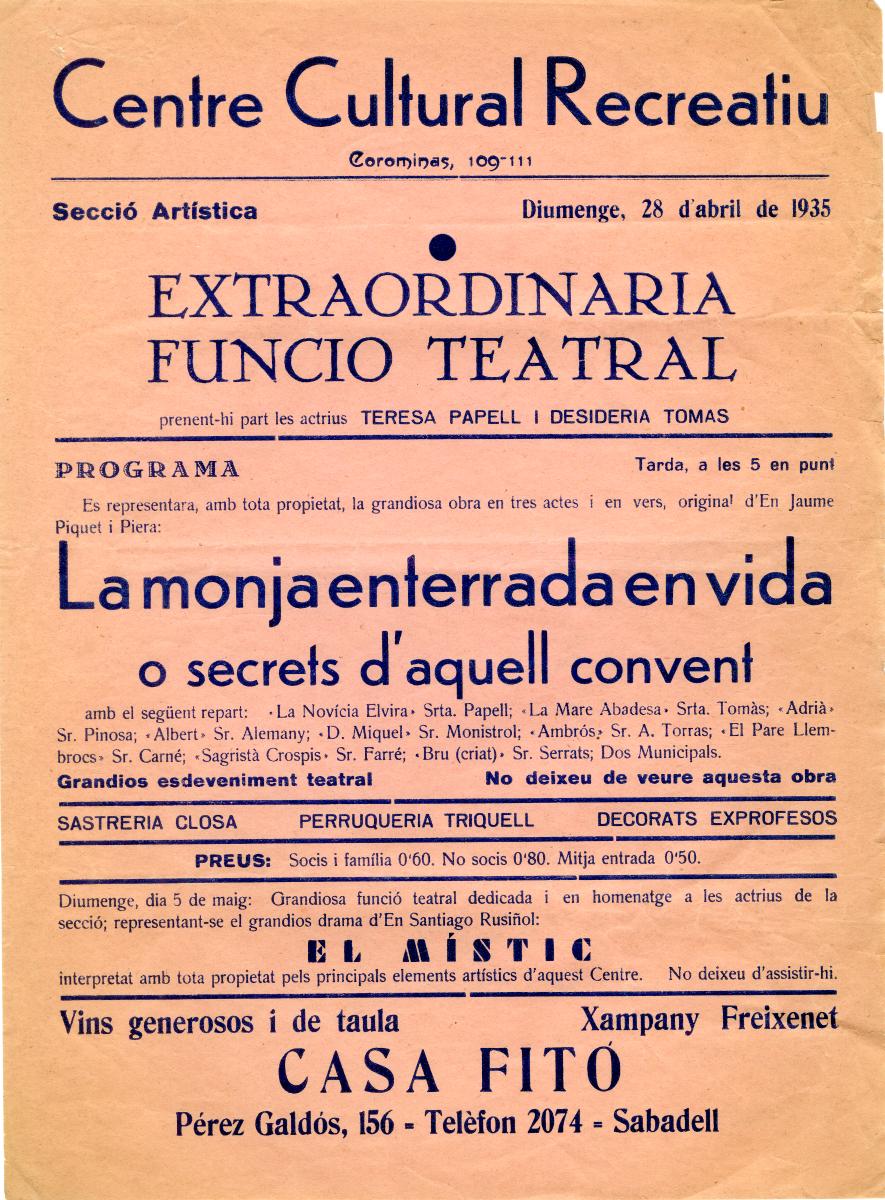 Centre Cultural Recreatiu
Corominas, 109-111
Secció Artística
Diumenge, 28 d'abril de 1935
EXTRAORDINARIA
FUNCIO TEATRAL
prenent-hi part les actrius TERESA PAPELL I DESIDERIA TOMAS
PROGRAMA
Tarda, a les 5 en punt
Es representara, amb tota propietat, la grandiosa obra en tres actes i en vers, original d'En Jaume
Piquet i Piera:
La monja enterrada en vida
o secrets d'aquell convent
amb el següent repart: «La Novícia Elvira» Srta. Papell; «La Mare Abadesa» Srta. Tomàs; «Adrià»
Sr. Pinosa; «Albert» Sr. Alemany; «D. Miquel» Sr. Monistrol; «Ambrós» Sr. A. Torras; «El Pare Llem-
brocs» Sr. Carné; «Sagristà Crospis» Sr. Farré; «Bru (criat)» Sr. Serrats; Dos Municipals.
Grandios esdeveniment teatral
No deixeu de veure aquesta obra
SASTRERIA CLOSA
PERRUQUERIA TRIQUELL
DECORATS EXPROFESOS
PREUS: Socis i família 0'60. No socis 0'80. Mitja entrada 0'50.
Diumenge, dia 5 de maig: Grandiosa funció teatral dedicada i en homenatge a les actrius de la
secció; representant-se el grandios drama d'En Santiago Rusiñol:
EL MÍSTIC
interpretat amb tota propietat pels principals elements artístics d'aquest Centre. No deixeu d'assistir-hi.
Vins generosos i de taula
Xampany Freixenet
CASA FITÓ
Pérez Galdós, 156 - Telèfon 2074 - Sabadell